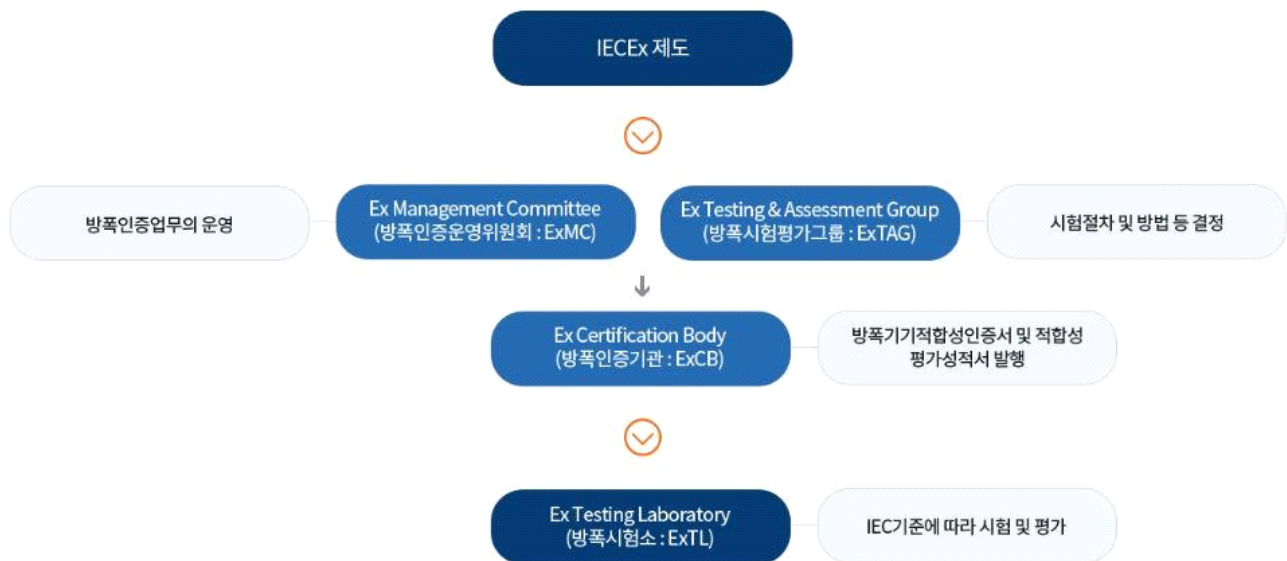 IECEx 제도
방폭인증업무의 운영
Ex Management Committee
(방폭인증운영위원회 : ExMC)
Ex Testing & Assessment Group
(방폭시험평가그룹 : ExTAG)
시험절차 및 방법 등 결정
Ex Certification Body
(방폭인증기관 : ExCB)
방폭기기적합성인증서 및 적합성
평가성적서 발행
Ex Testing Laboratory
(방폭시험소 : ExTL)
IEC기준에 따라 시험 및 평가